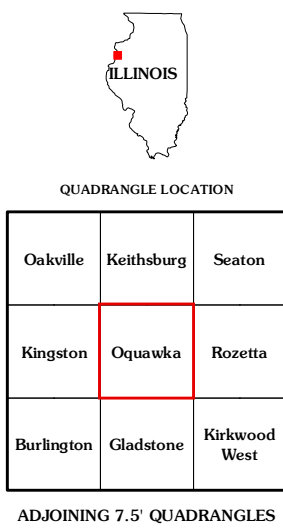 ILLINOIS
QUADRANGLE LOCATION
Oakville
Keithsburg
Seaton
Kingston
Oquawka
Rozetta
Burlington
Gladstone
Kirkwood
West
ADJOINING 7.5' QUADRANGLES